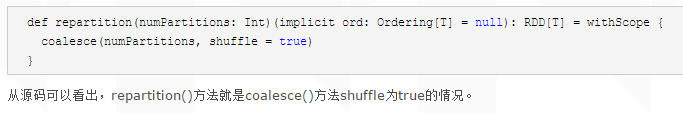 def repartition(numPartitions: Int)(implicit ord: Ordering[T] = null): RDD[T] = withScope {
  coalesce(numPartitions, shuffle = true)
}
从源码可以看出，repartition()方法就是coalesce()方法shuffle为true的情况。